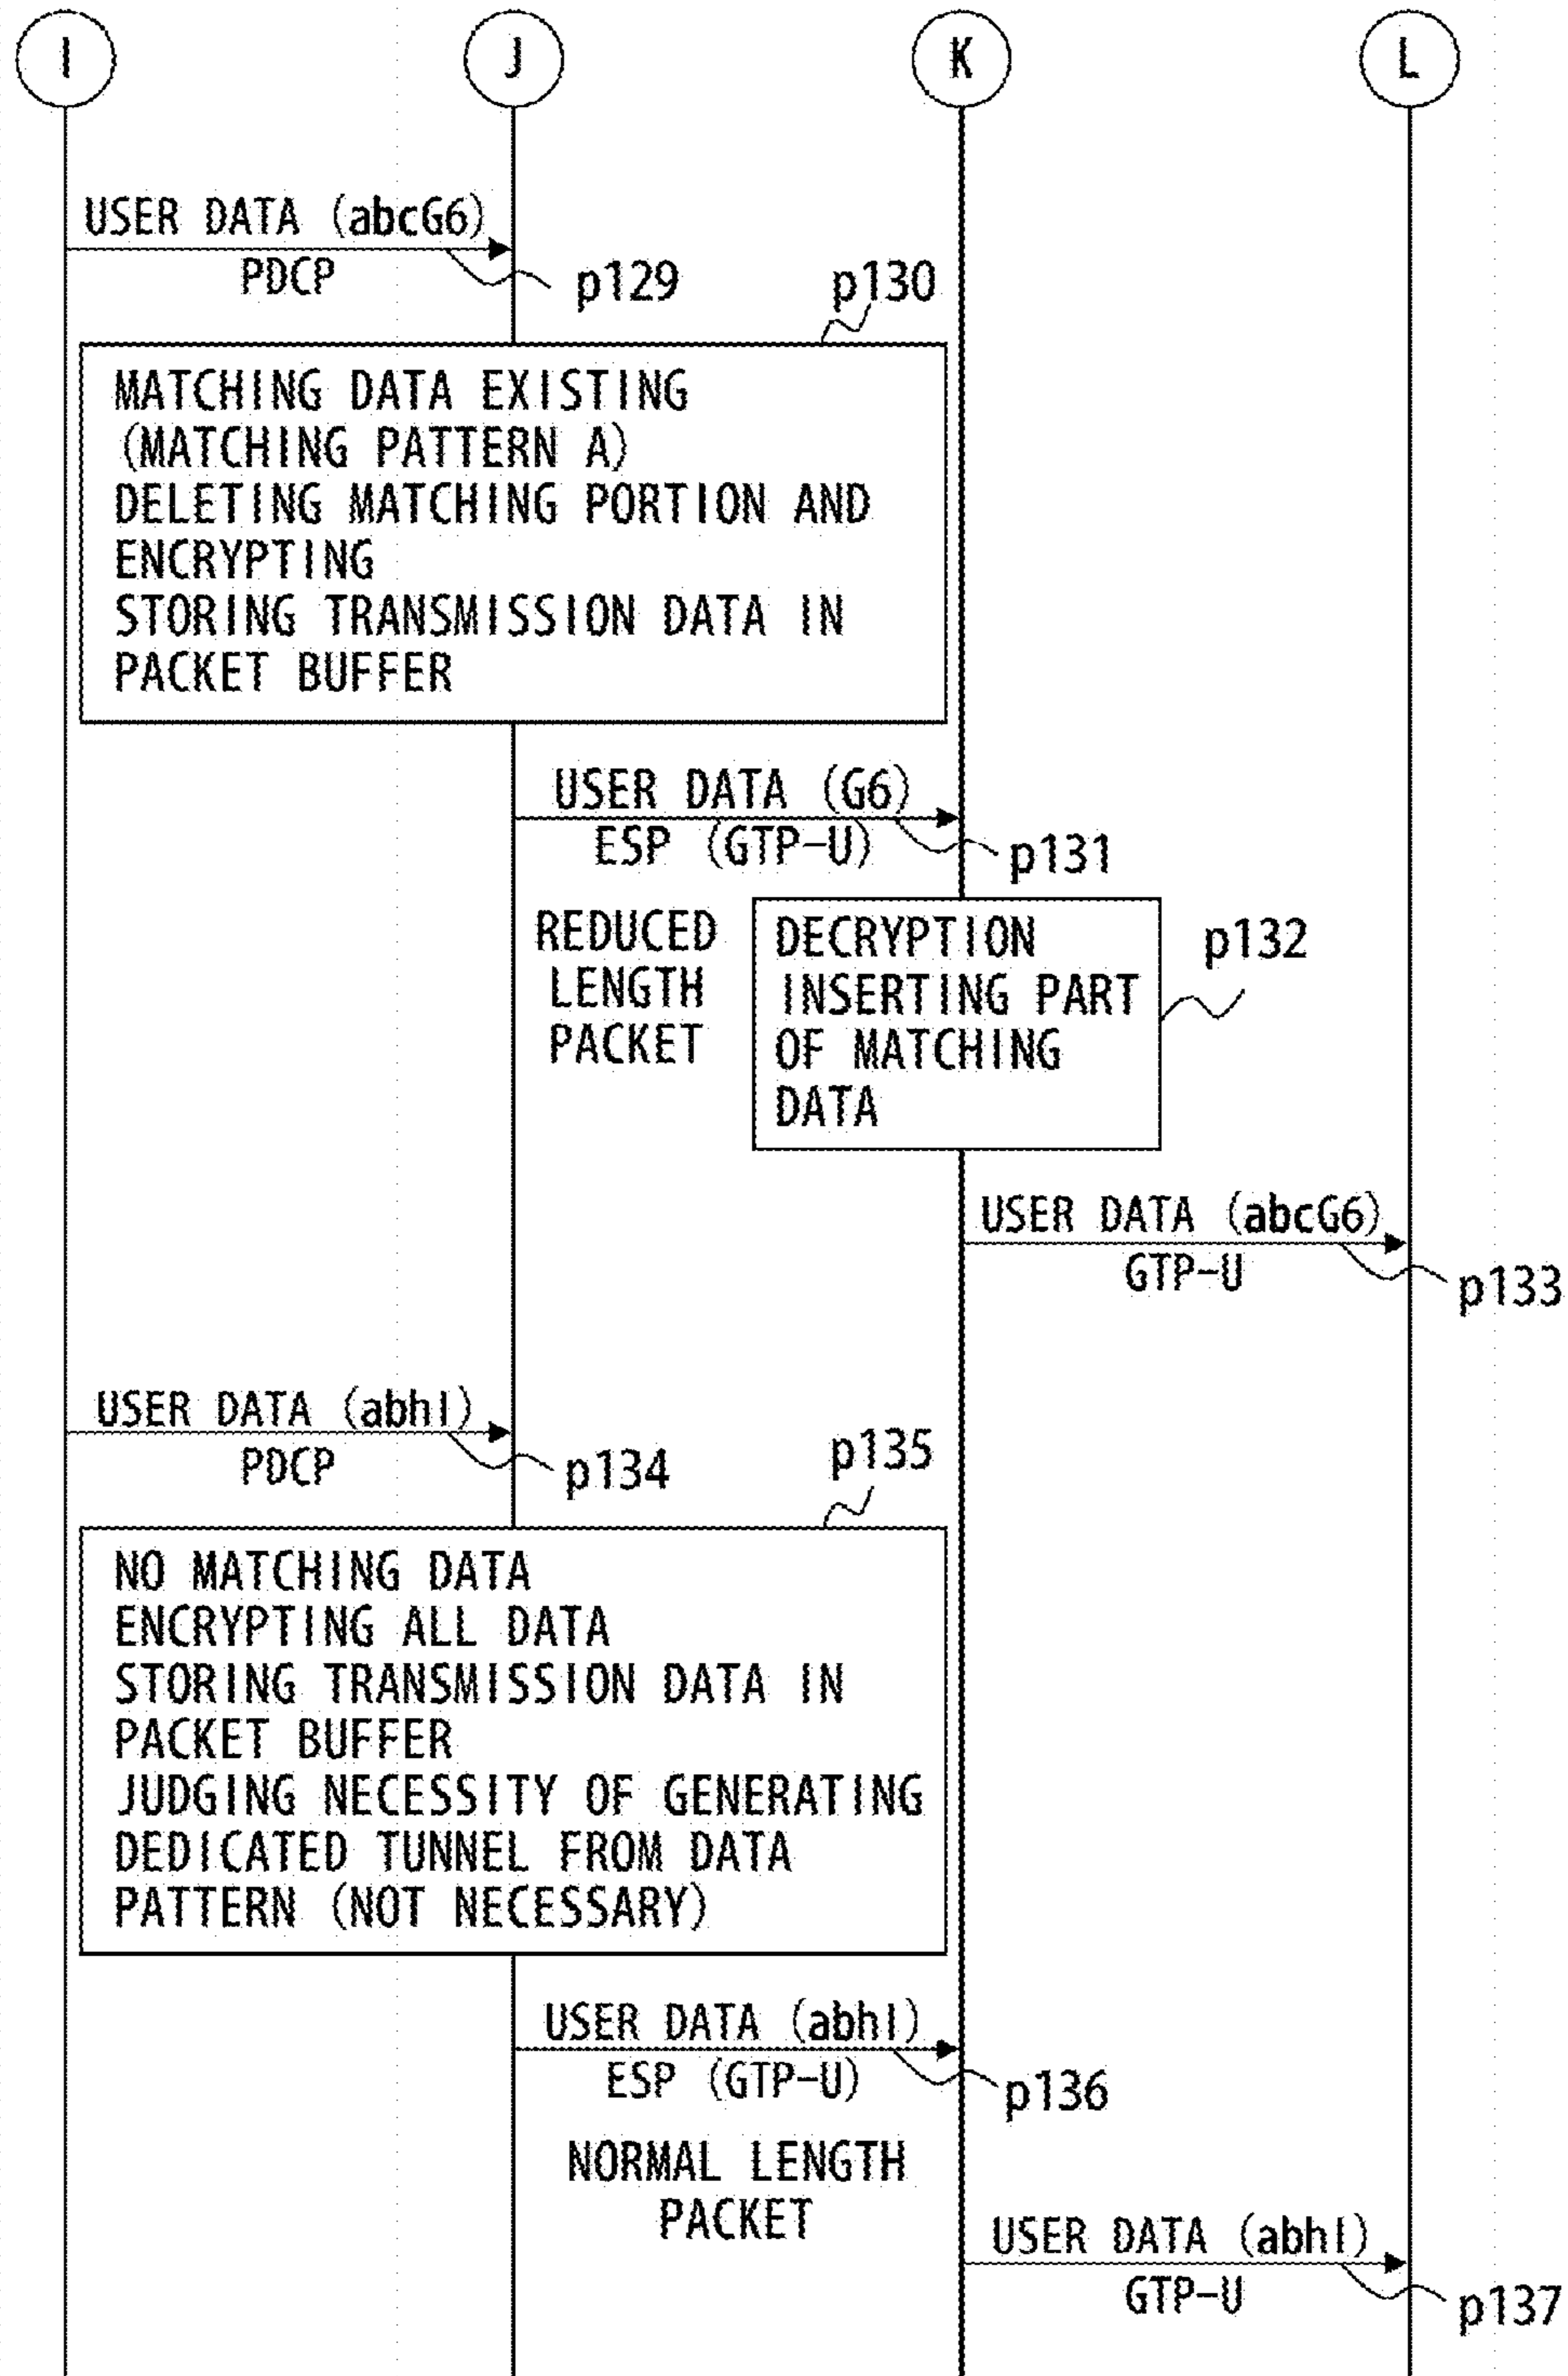 I
J
K
L
USER DATA (abcG6)
PDCP
p129
p130
MATCHING DATA EXISTING
(MATCHING PATTERN A)
DELETING MATCHING PORTION AND
ENCRYPTING
STORING TRANSMISSION DATA IN
PACKET BUFFER
USER DATA (G6)
ESP (GTP-U)
p131
REDUCED
LENGTH
PACKET
DECRYPTION
INSERTING PART
OF MATCHING
DATA
p132
USER DATA (abcG6)
GTP-U
p133
USER DATA (abhI)
PDCP
p134
p135
NO MATCHING DATA
ENCRYPTING ALL DATA
STORING TRANSMISSION DATA IN
PACKET BUFFER
JUDGING NECESSITY OF GENERATING
DEDICATED TUNNEL FROM DATA
PATTERN (NOT NECESSARY)
USER DATA (abhI)
ESP (GTP-U)
p136
NORMAL LENGTH
PACKET
USER DATA (abhI)
GTP-U
p137